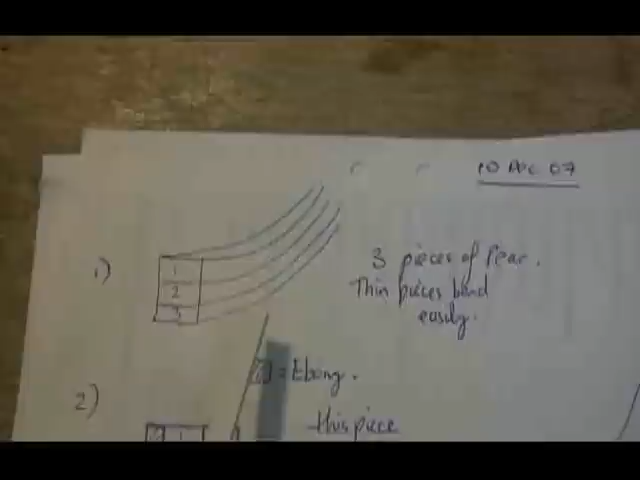 10 Dec 07
1)
1
2
3
3 pieces of Pear.
Thin pieces bend
easily.
2)
= Ebony.
1
this piece